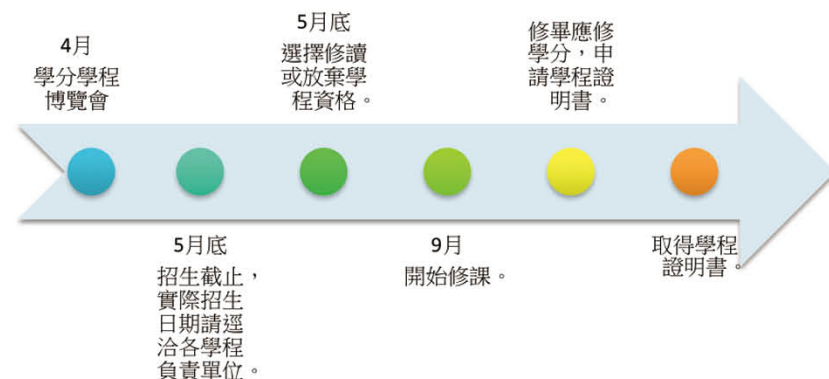 4月
學分學程
博覽會
5月底
招生截止，
實際招生
日期請逕
洽各學程
負責單位。
5月底
選擇修讀
或放棄學
程資格。
9月
開始修課。
修畢應修
學分，申
請學程證
明書。
取得學程
證明書。